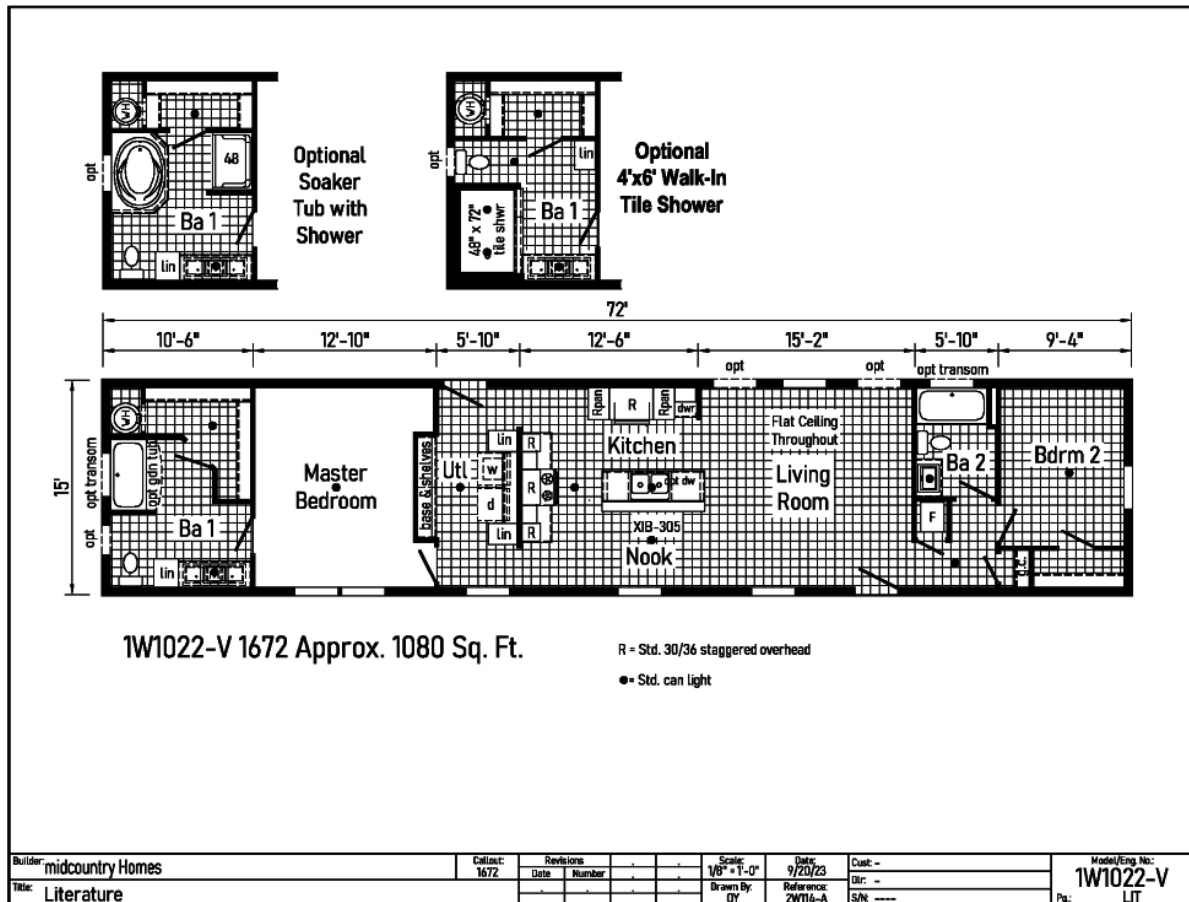 WH
48
opt
Ba 1
lin
Optional
Soaker
Tub with
Shower
WH
lin
opt
Ba 1
48" x 72"
tile shwr
Optional
4'x6' Walk-In
Tile Shower
72'
10'-6"
12'-10"
5'-10"
12'-6"
15'-2"
5'-10"
9'-4"
opt
opt
opt transom
15'
WH
opt transom
opt gdn tub
opt
Ba 1
lin
Master
Bedroom
base & shelves
Utl
lin
w
d
lin
R
R
R
Rpan
R
Rpan
dwr
Kitchen
opt dw
XIB-305
Nook
Flat Ceiling
Throughout
Living
Room
Ba 2
F
Bdrm 2
1W1022-V 1672 Approx. 1080 Sq. Ft.
R = Std. 30/36 staggered overhead
●= Std. can light
Builder: midcountry Homes
Title: Literature
Callout:
1672
Revisions
Date Number
Scale:
1/8" = 1'-0"
Drawn By:
DY
Date:
9/20/23
Reference:
2W114-A
Cust: -
Dlr: -
S/N: ----
Model/Eng. No.:
1W1022-V
Pg.: LIT